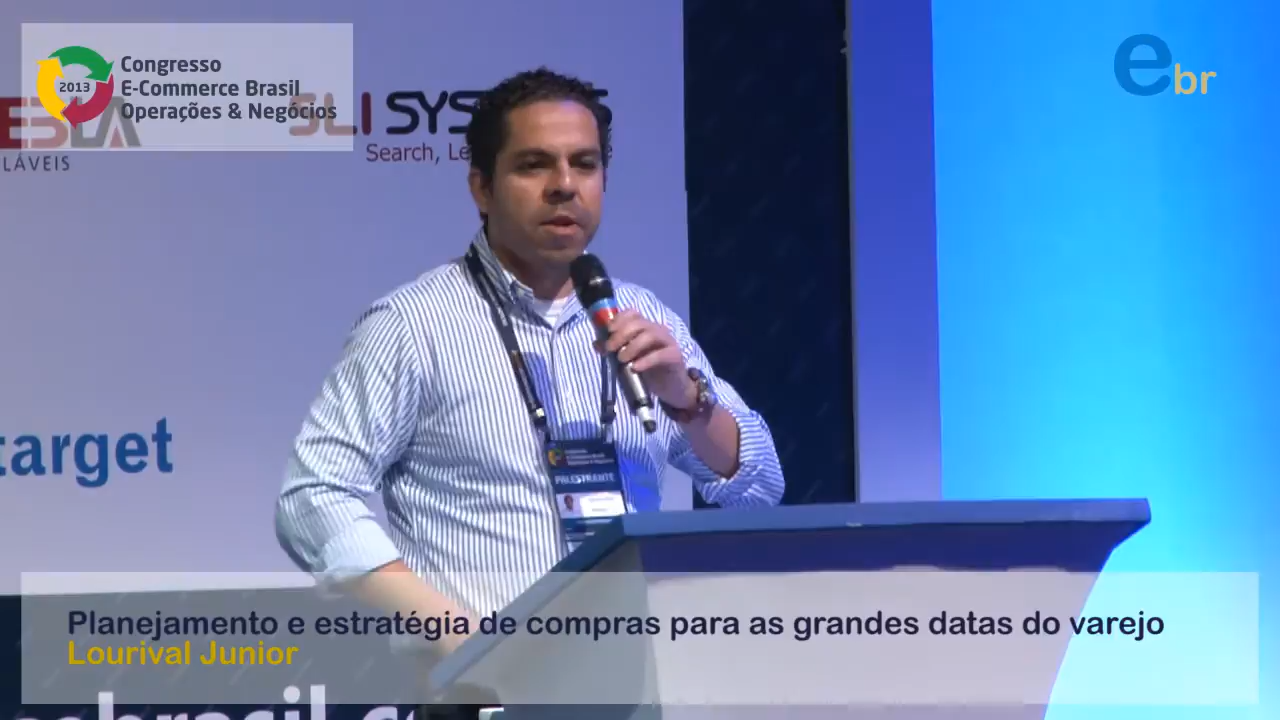 Congresso
E-Commerce Brasil
Operações & Negócios
2013
ebr
ESLA
LÁVEIS
SLI SYS
Search, Le
target
PALESTRANTE
Planejamento e estratégia de compras para as grandes datas do varejo
Lourival Junior